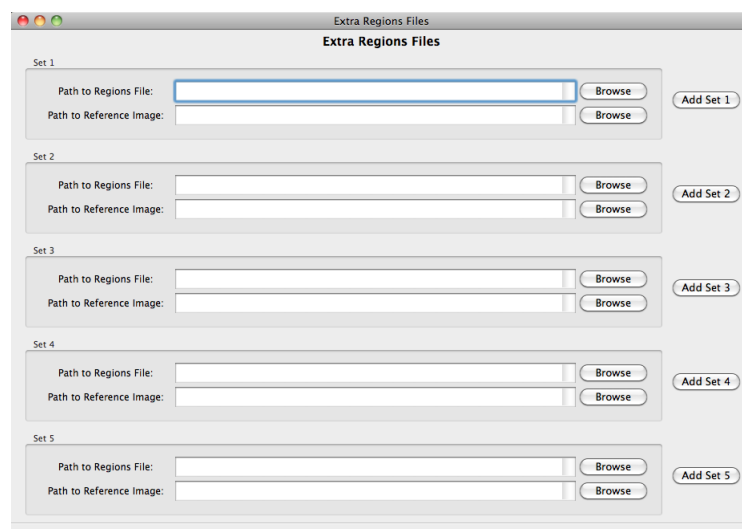 Extra Regions Files
Extra Regions Files
Set 1
Path to Regions File: Browse
Add Set 1
Path to Reference Image: Browse
Set 2
Path to Regions File: Browse
Add Set 2
Path to Reference Image: Browse
Set 3
Path to Regions File: Browse
Add Set 3
Path to Reference Image: Browse
Set 4
Path to Regions File: Browse
Add Set 4
Path to Reference Image: Browse
Set 5
Path to Regions File: Browse
Add Set 5
Path to Reference Image: Browse